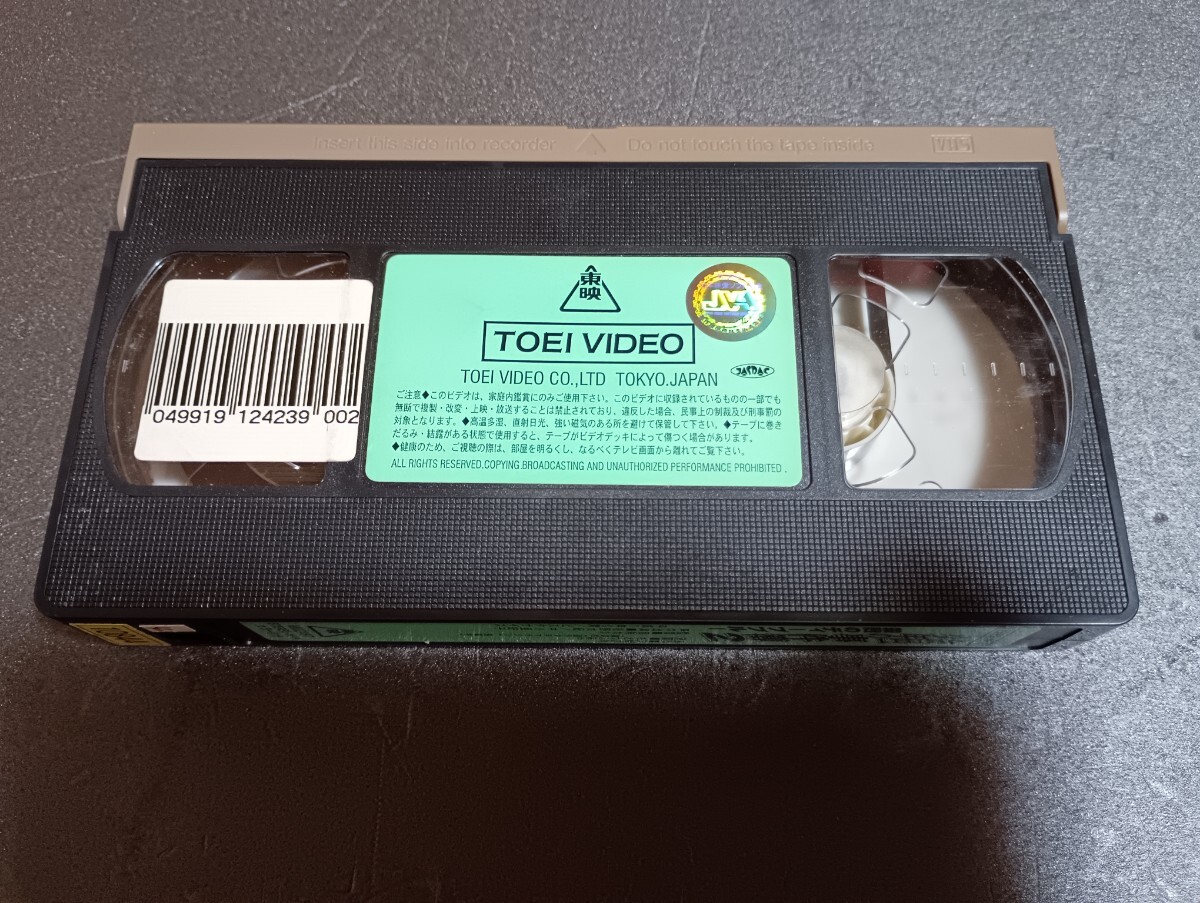 Insert this side into recorder △ Do not touch the tape inside VHS
東映
JVA
TOEI VIDEO
TOEI VIDEO CO.,LTD TOKYO.JAPAN
JASRAC
ご注意◆このビデオは、家庭内鑑賞にのみご使用下さい。このビデオに収録されているものの一部でも
無断で複製・改変・上映・放送することは禁止されており、違反した場合、民事上の制裁及び刑事罰の
対象となります。◆高温多湿、直射日光、強い磁気のある所を避けて保管して下さい。◆テープに巻き
だるみ・結露がある状態で使用すると、テープがビデオデッキによって傷つく場合があります。
◆健康のため、ご視聴の際は、部屋を明るくし、なるべくテレビ画面から離れてご覧下さい。
ALL RIGHTS RESERVED.COPYING.BROADCASTING AND UNAUTHORIZED PERFORMANCE PROHIBITED .
049919 124239 002